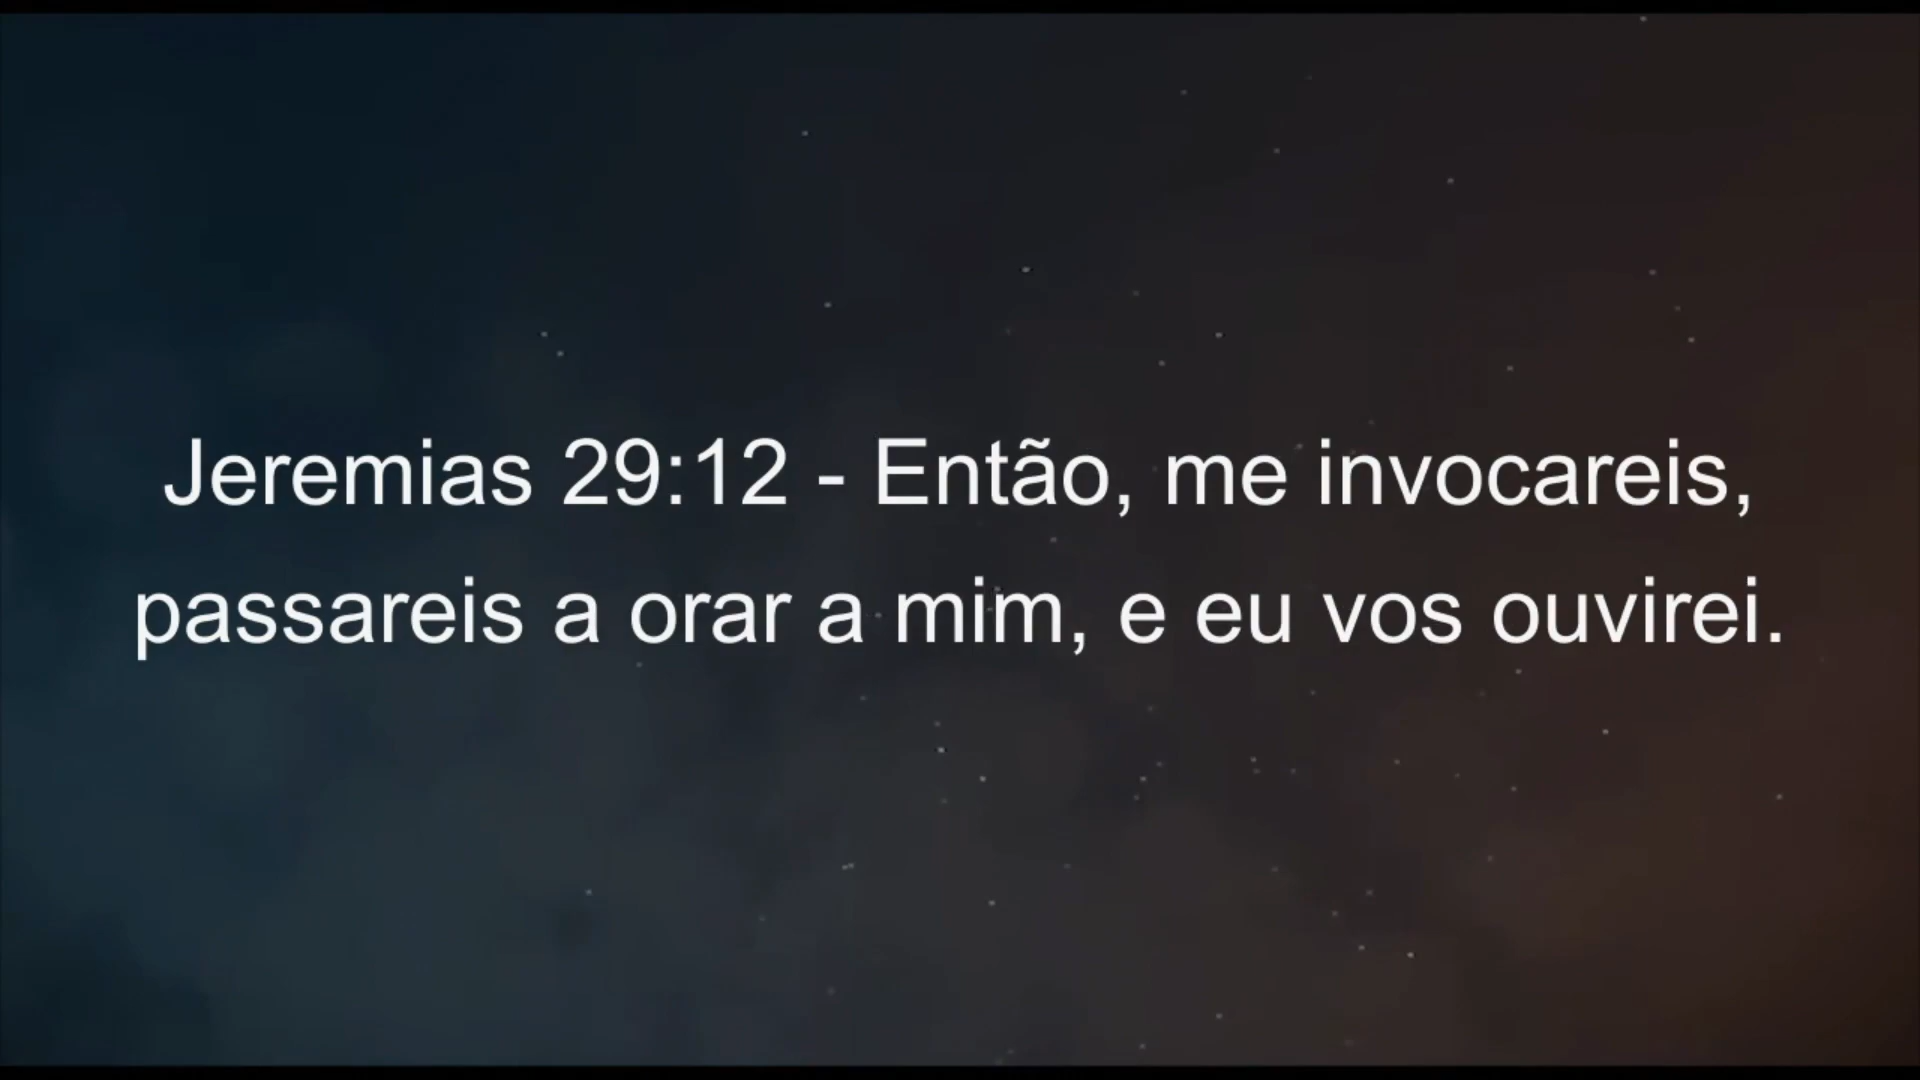 Jeremias 29:12 - Então, me invocareis,
passareis a orar a mim, e eu vos ouvirei.